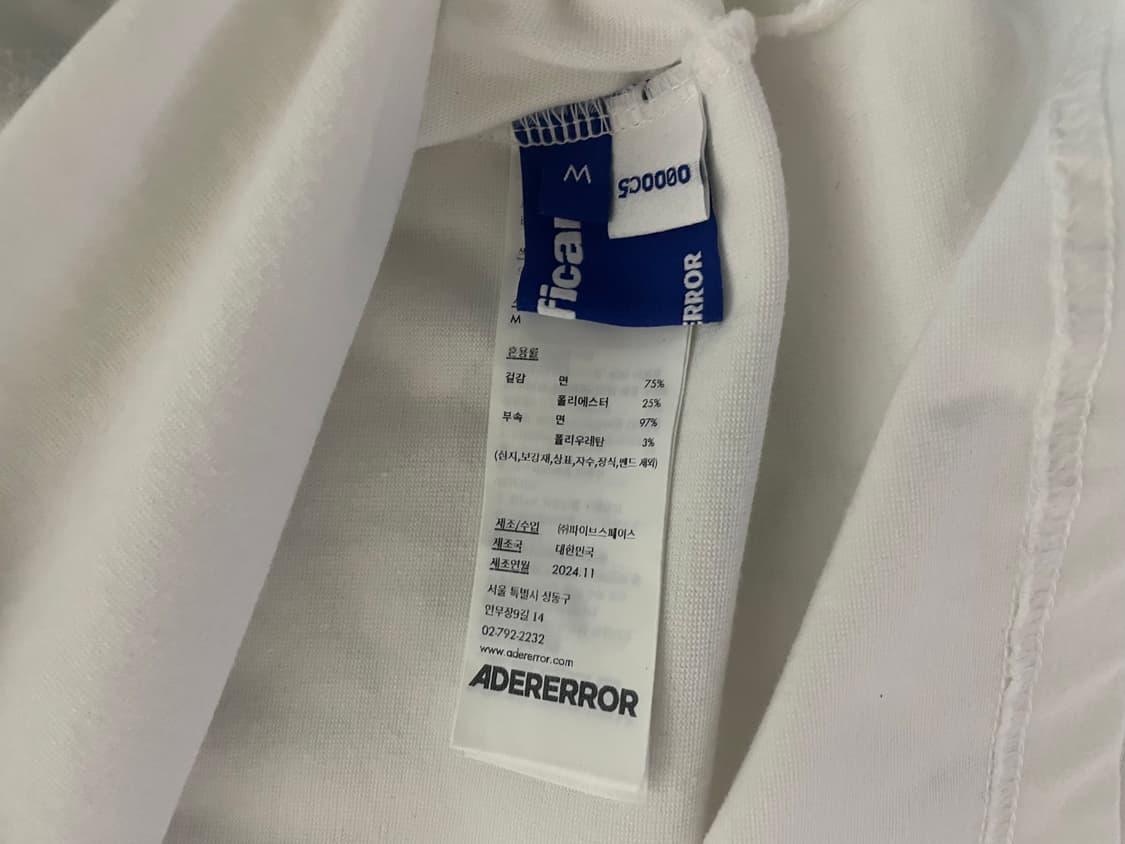 M
0000C5
fica
ERROR
M
혼용률
겉감 면 75%
폴리에스터 25%
부속 면 97%
폴리우레탄 3%
(심지,보강재,상표,자수,장식,밴드 제외)
제조/수입 ㈜파이브스페이스
제조국 대한민국
제조연월 2024.11
서울 특별시 성동구
연무장9길 14
02-792-2232
www.adererror.com
ADERERROR